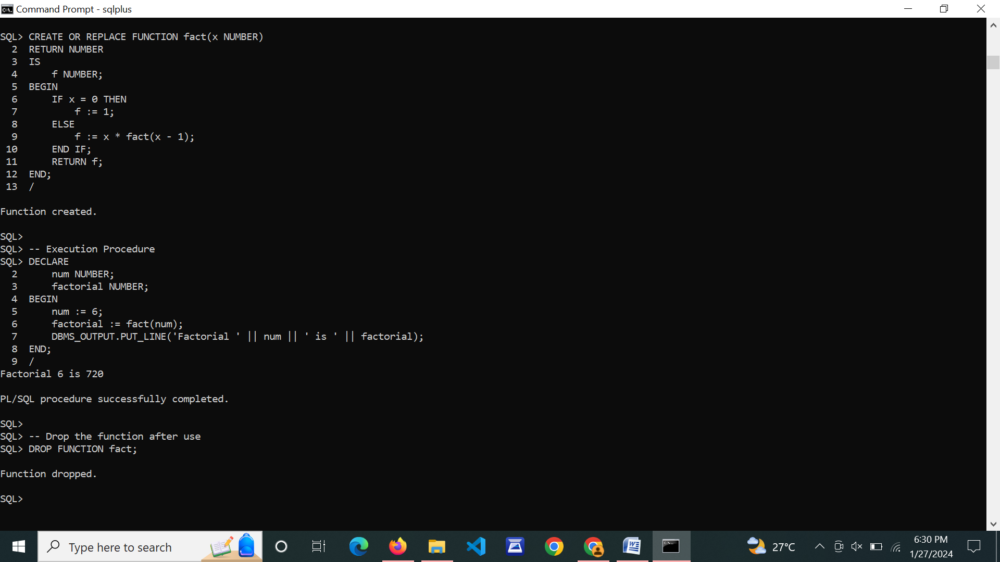 Command Prompt - sqlplus
SQL> CREATE OR REPLACE FUNCTION fact(x NUMBER)
  2  RETURN NUMBER
  3  IS
  4      f NUMBER;
  5  BEGIN
  6      IF x = 0 THEN
  7          f := 1;
  8      ELSE
  9          f := x * fact(x - 1);
 10      END IF;
 11      RETURN f;
 12  END;
 13  /
Function created.
SQL>
SQL> -- Execution Procedure
SQL> DECLARE
  2      num NUMBER;
  3      factorial NUMBER;
  4  BEGIN
  5      num := 6;
  6      factorial := fact(num);
  7      DBMS_OUTPUT.PUT_LINE('Factorial ' || num || ' is ' || factorial);
  8  END;
  9  /
Factorial 6 is 720
PL/SQL procedure successfully completed.
SQL>
SQL> -- Drop the function after use
SQL> DROP FUNCTION fact;
Function dropped.
SQL>
Type here to search
27°C
6:30 PM
1/27/2024